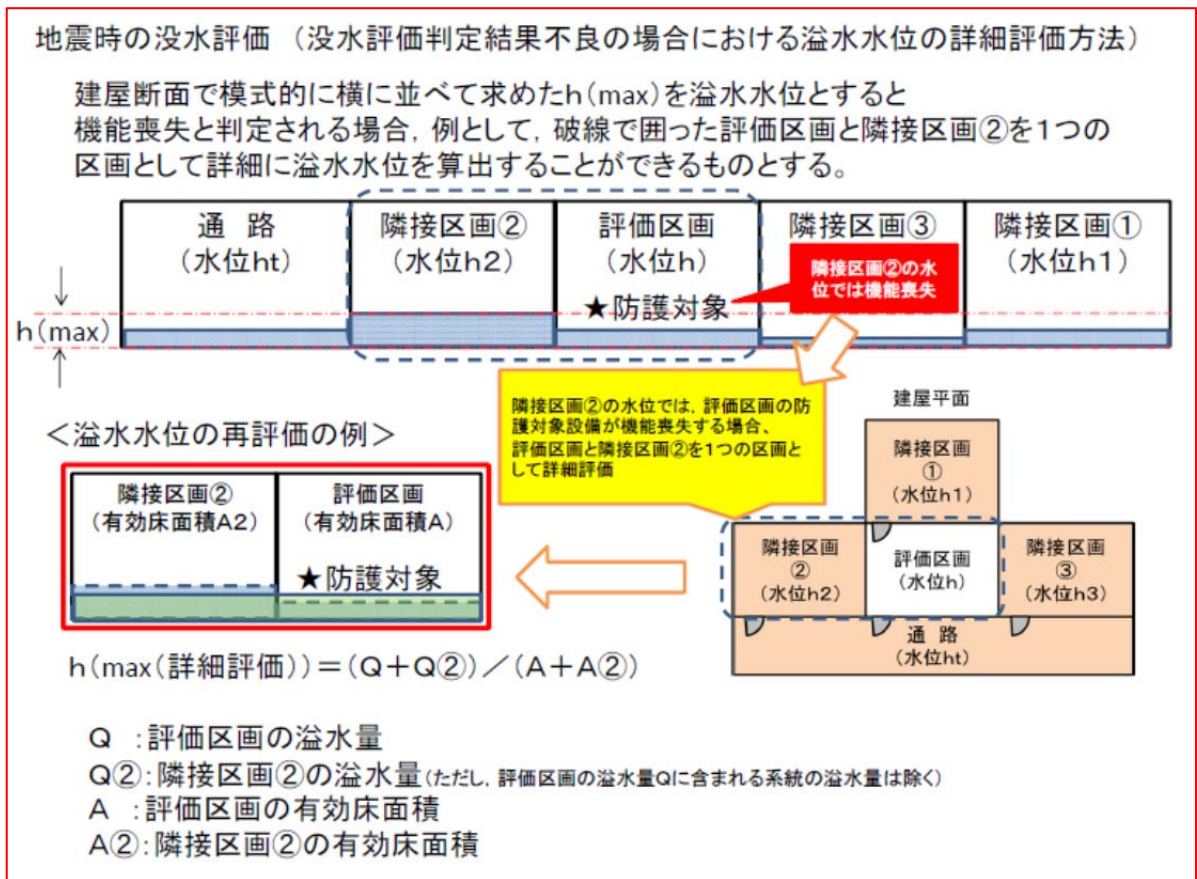 地震時の没水評価 （没水評価判定結果不良の場合における溢水水位の詳細評価方法）
建屋断面で模式的に横に並べて求めたh（max）を溢水水位とすると
機能喪失と判定される場合，例として，破線で囲った評価区画と隣接区画②を１つの
区画として詳細に溢水水位を算出することができるものとする。
通 路
（水位ht）
隣接区画②
（水位h2）
評価区画
（水位h）
★防護対象
隣接区画③
隣接区画②の水
位では機能喪失
隣接区画①
（水位h1）
h（max）
隣接区画②の水位では，評価区画の防
護対象設備が機能喪失する場合、
評価区画と隣接区画②を１つの区画と
して詳細評価
＜溢水水位の再評価の例＞
隣接区画②
（有効床面積A2）
評価区画
（有効床面積A）
★防護対象
建屋平面
隣接区画
①
（水位h1）
隣接区画
②
（水位h2）
評価区画
（水位h）
隣接区画
③
（水位h3）
通 路
（水位ht）
h（max（詳細評価））＝（Q＋Q②）／（A＋A②）
Q ：評価区画の溢水量
Q②：隣接区画②の溢水量（ただし，評価区画の溢水量Qに含まれる系統の溢水量は除く）
A ：評価区画の有効床面積
A②：隣接区画②の有効床面積